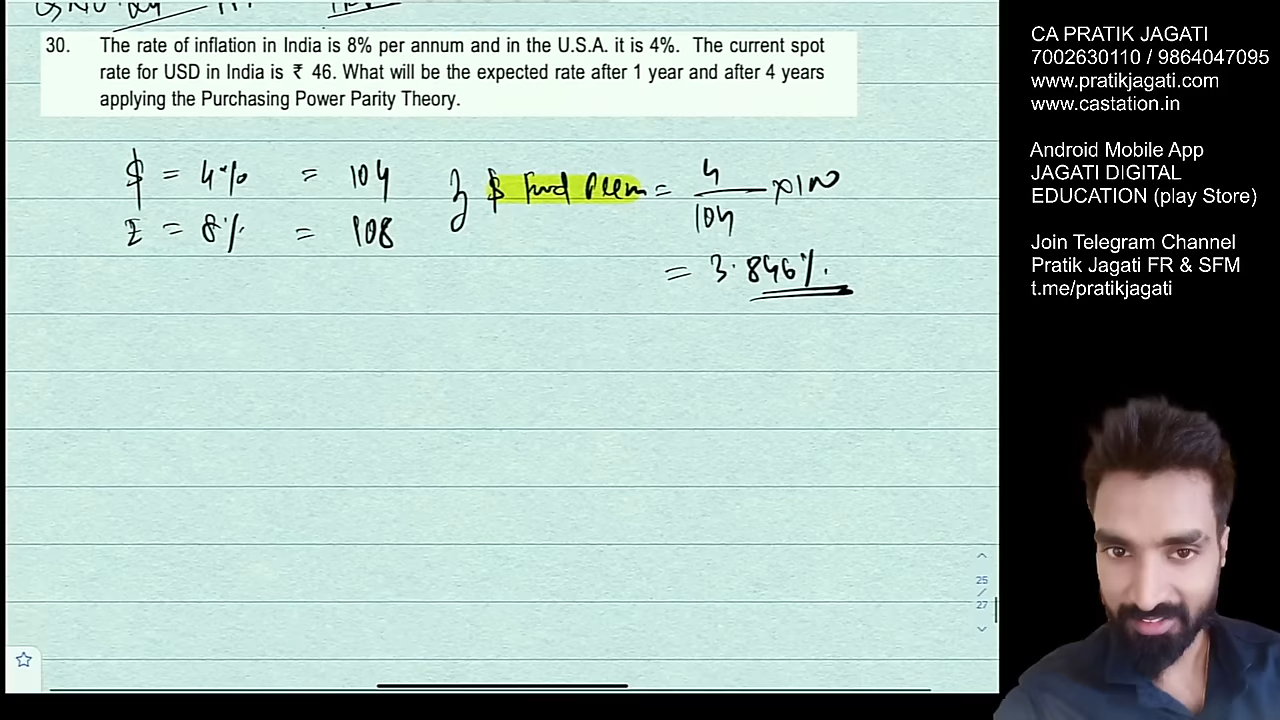 30. The rate of inflation in India is 8% per annum and in the U.S.A. it is 4%. The current spot
rate for USD in India is ₹ 46. What will be the expected rate after 1 year and after 4 years
applying the Purchasing Power Parity Theory.
$ = 4% = 104
₹ = 8% = 108
} $ Fwd Prem = 4/104 × 100
= 3.846%.
25
/
27
CA PRATIK JAGATI
7002630110 / 9864047095
www.pratikjagati.com
www.castation.in
Android Mobile App
JAGATI DIGITAL
EDUCATION (play Store)
Join Telegram Channel
Pratik Jagati FR & SFM
t.me/pratikjagati